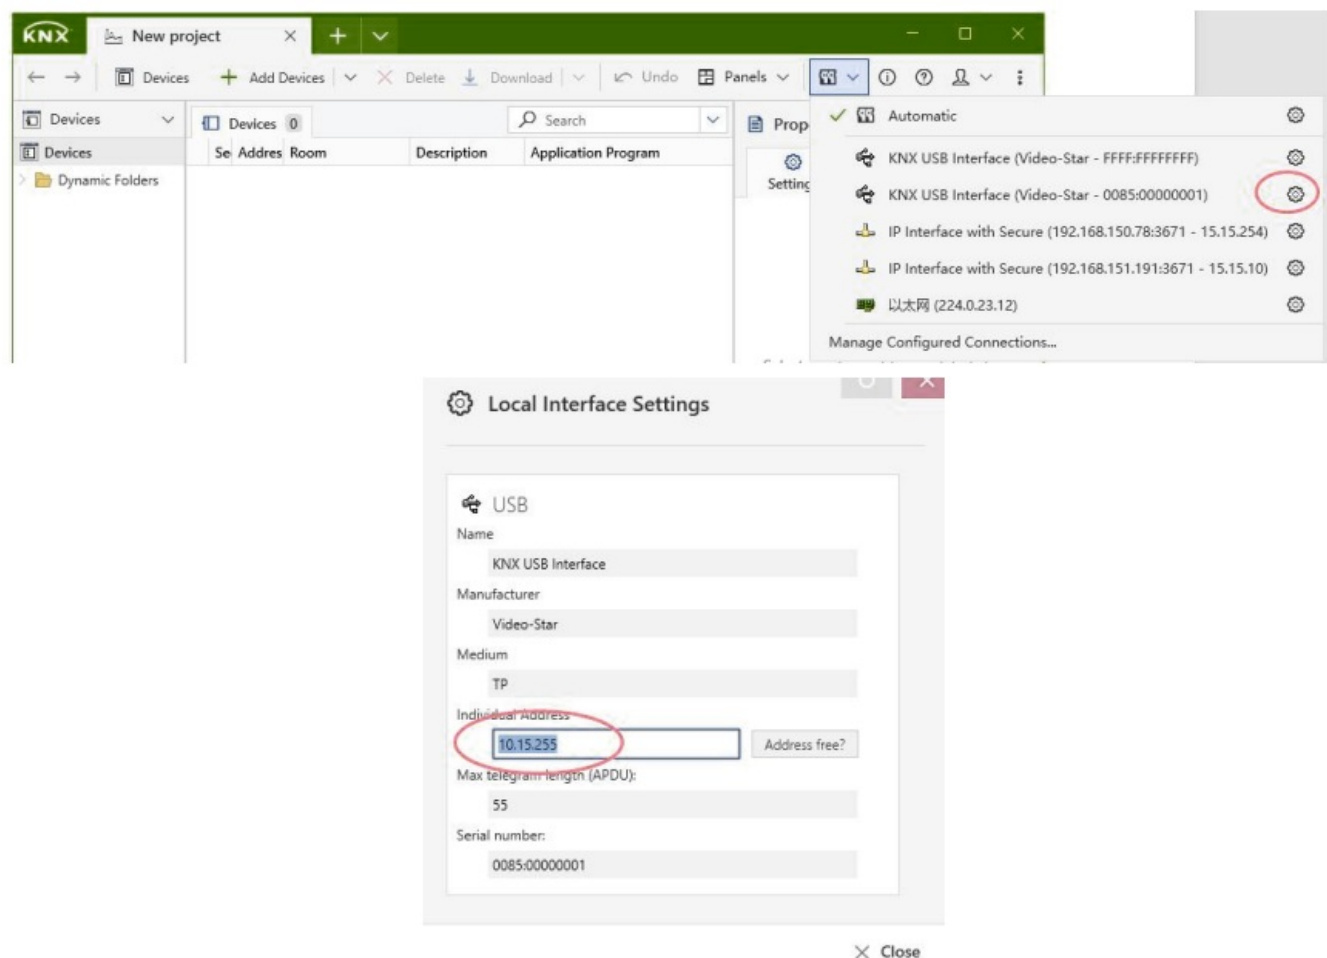 KNX New project
Devices Add Devices Delete Download Undo Panels
Devices Devices 0 Search Prop Automatic
Devices Se Addres Room Description Application Program KNX USB Interface (Video-Star - FFFF:FFFFFFFF)
Dynamic Folders Setting KNX USB Interface (Video-Star - 0085:00000001)
IP Interface with Secure (192.168.150.78:3671 - 15.15.254)
IP Interface with Secure (192.168.151.191:3671 - 15.15.10)
以太网 (224.0.23.12)
Manage Configured Connections...
Local Interface Settings
USB
Name
KNX USB Interface
Manufacturer
Video-Star
Medium
TP
Individual Address
10.15.255 Address free?
Max telegram length (APDU):
55
Serial number:
0085:00000001
Close